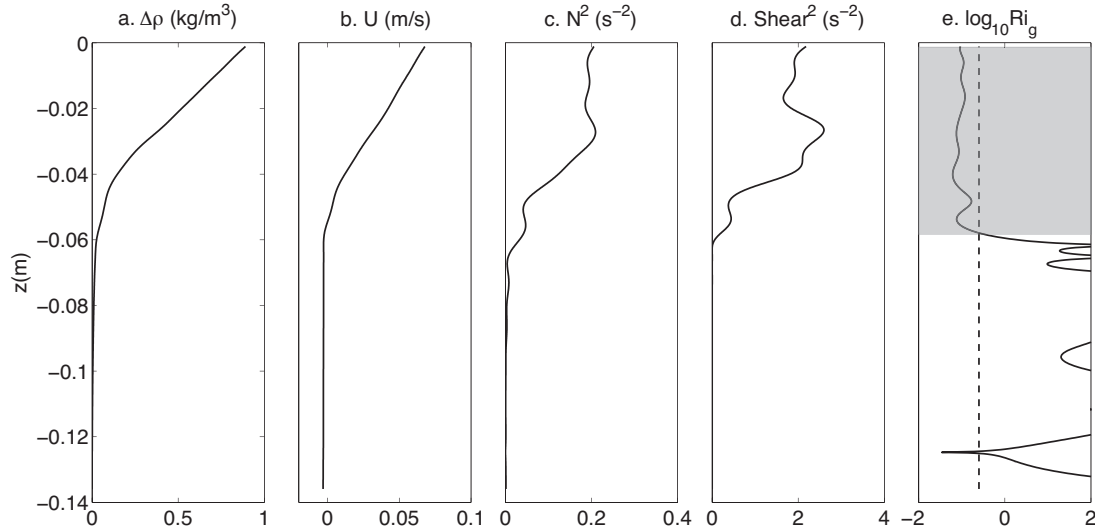 a. Δρ (kg/m³) b. U (m/s) c. N² (s⁻²) d. Shear² (s⁻²) e. log₁₀Ri_g
0
−0.02
−0.04
−0.06
−0.08
−0.1
−0.12
−0.14
z(m)
0 0.5 1 0 0.05 0.1 0 0.2 0.4 0 2 4 −2 0 2